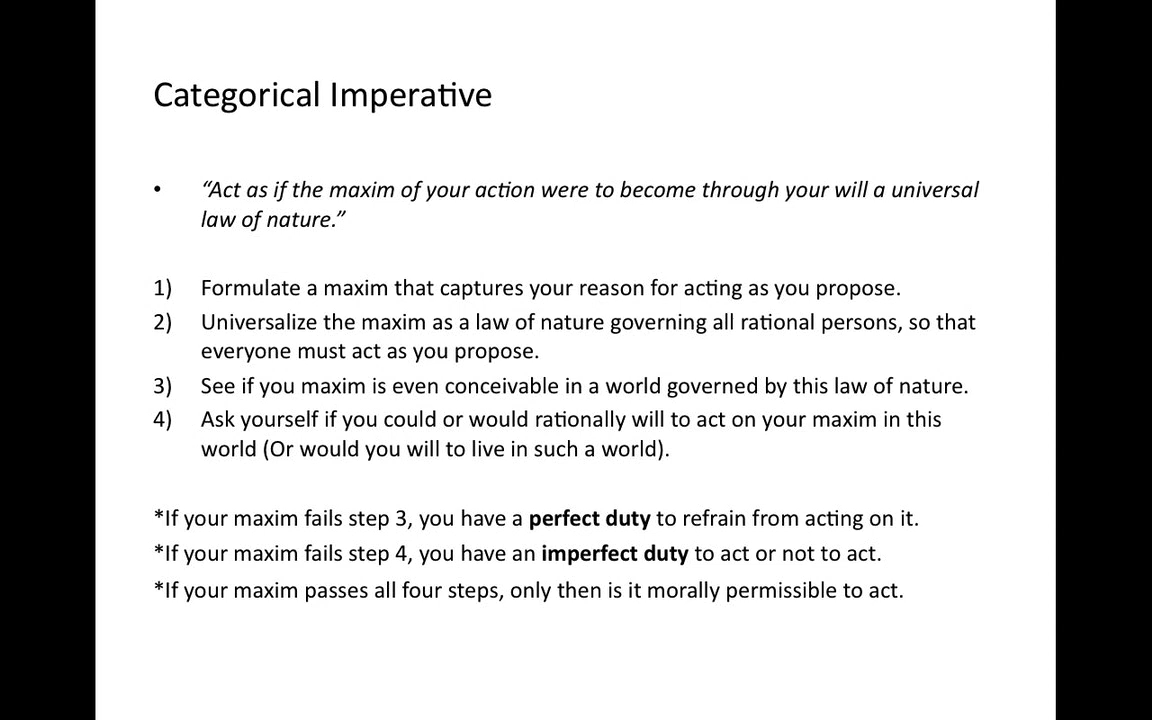 Categorical Imperative
• “Act as if the maxim of your action were to become through your will a universal
law of nature.”
1) Formulate a maxim that captures your reason for acting as you propose.
2) Universalize the maxim as a law of nature governing all rational persons, so that
everyone must act as you propose.
3) See if you maxim is even conceivable in a world governed by this law of nature.
4) Ask yourself if you could or would rationally will to act on your maxim in this
world (Or would you will to live in such a world).
*If your maxim fails step 3, you have a perfect duty to refrain from acting on it.
*If your maxim fails step 4, you have an imperfect duty to act or not to act.
*If your maxim passes all four steps, only then is it morally permissible to act.